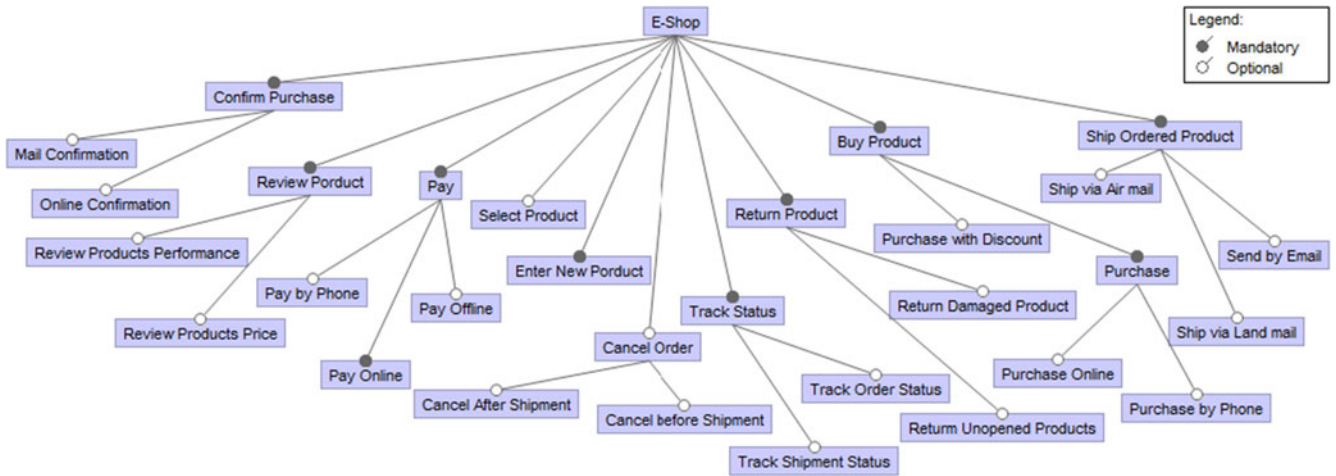 E-Shop
Legend:
Mandatory
Optional
Confirm Purchase
Mail Confirmation
Online Confirmation
Review Porduct
Review Products Performance
Review Products Price
Pay
Pay by Phone
Pay Offline
Pay Online
Select Product
Enter New Porduct
Cancel Order
Cancel After Shipment
Cancel before Shipment
Track Status
Track Order Status
Track Shipment Status
Return Product
Return Damaged Product
Returm Unopened Products
Buy Product
Purchase with Discount
Purchase
Purchase Online
Purchase by Phone
Ship Ordered Product
Ship via Air mail
Send by Email
Ship via Land mail